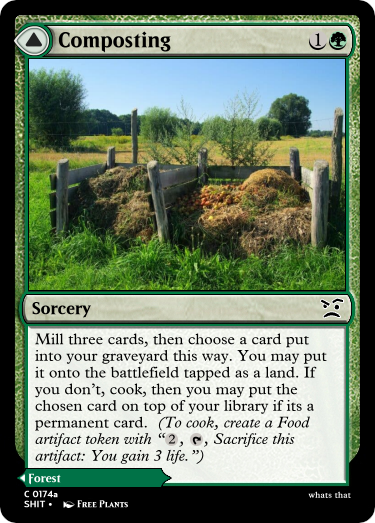 Composting 1
Sorcery
Mill three cards, then choose a card put
into your graveyard this way. You may put
it onto the battlefield tapped as a land. If
you don't, cook, then you may put the
chosen card on top of your library if its a
permanent card. (To cook, create a Food
artifact token with “2, , Sacrifice this
artifact: You gain 3 life.”)
Forest
C 0174a
SHIT • Free Plants
whats that